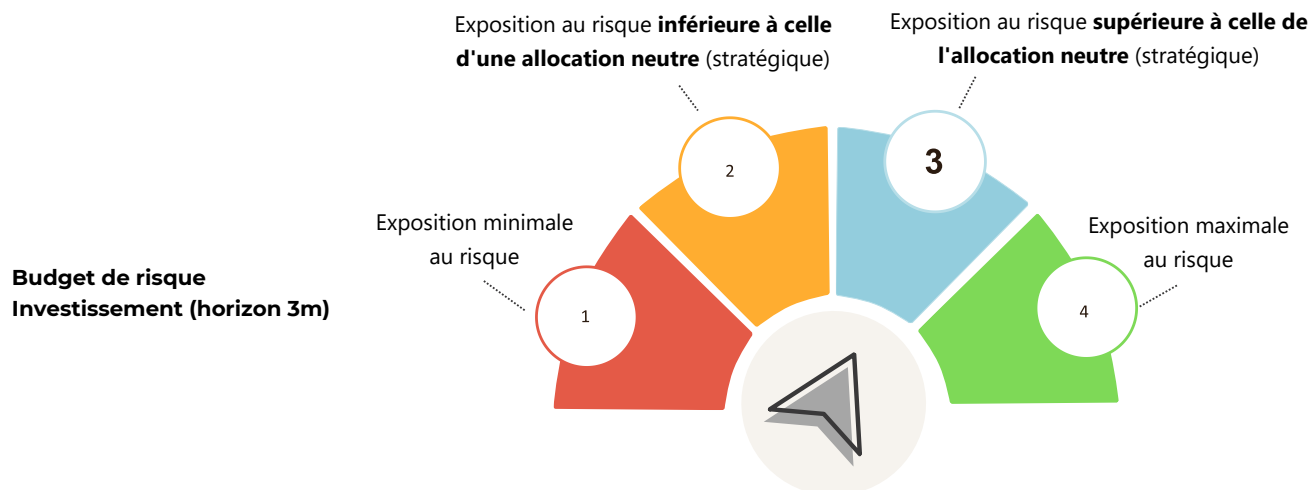 Exposition au risque inférieure à celle
d'une allocation neutre (stratégique)
Exposition au risque supérieure à celle de
l'allocation neutre (stratégique)
2
3
Exposition minimale
au risque
Exposition maximale
au risque
Budget de risque
Investissement (horizon 3m)
1
4